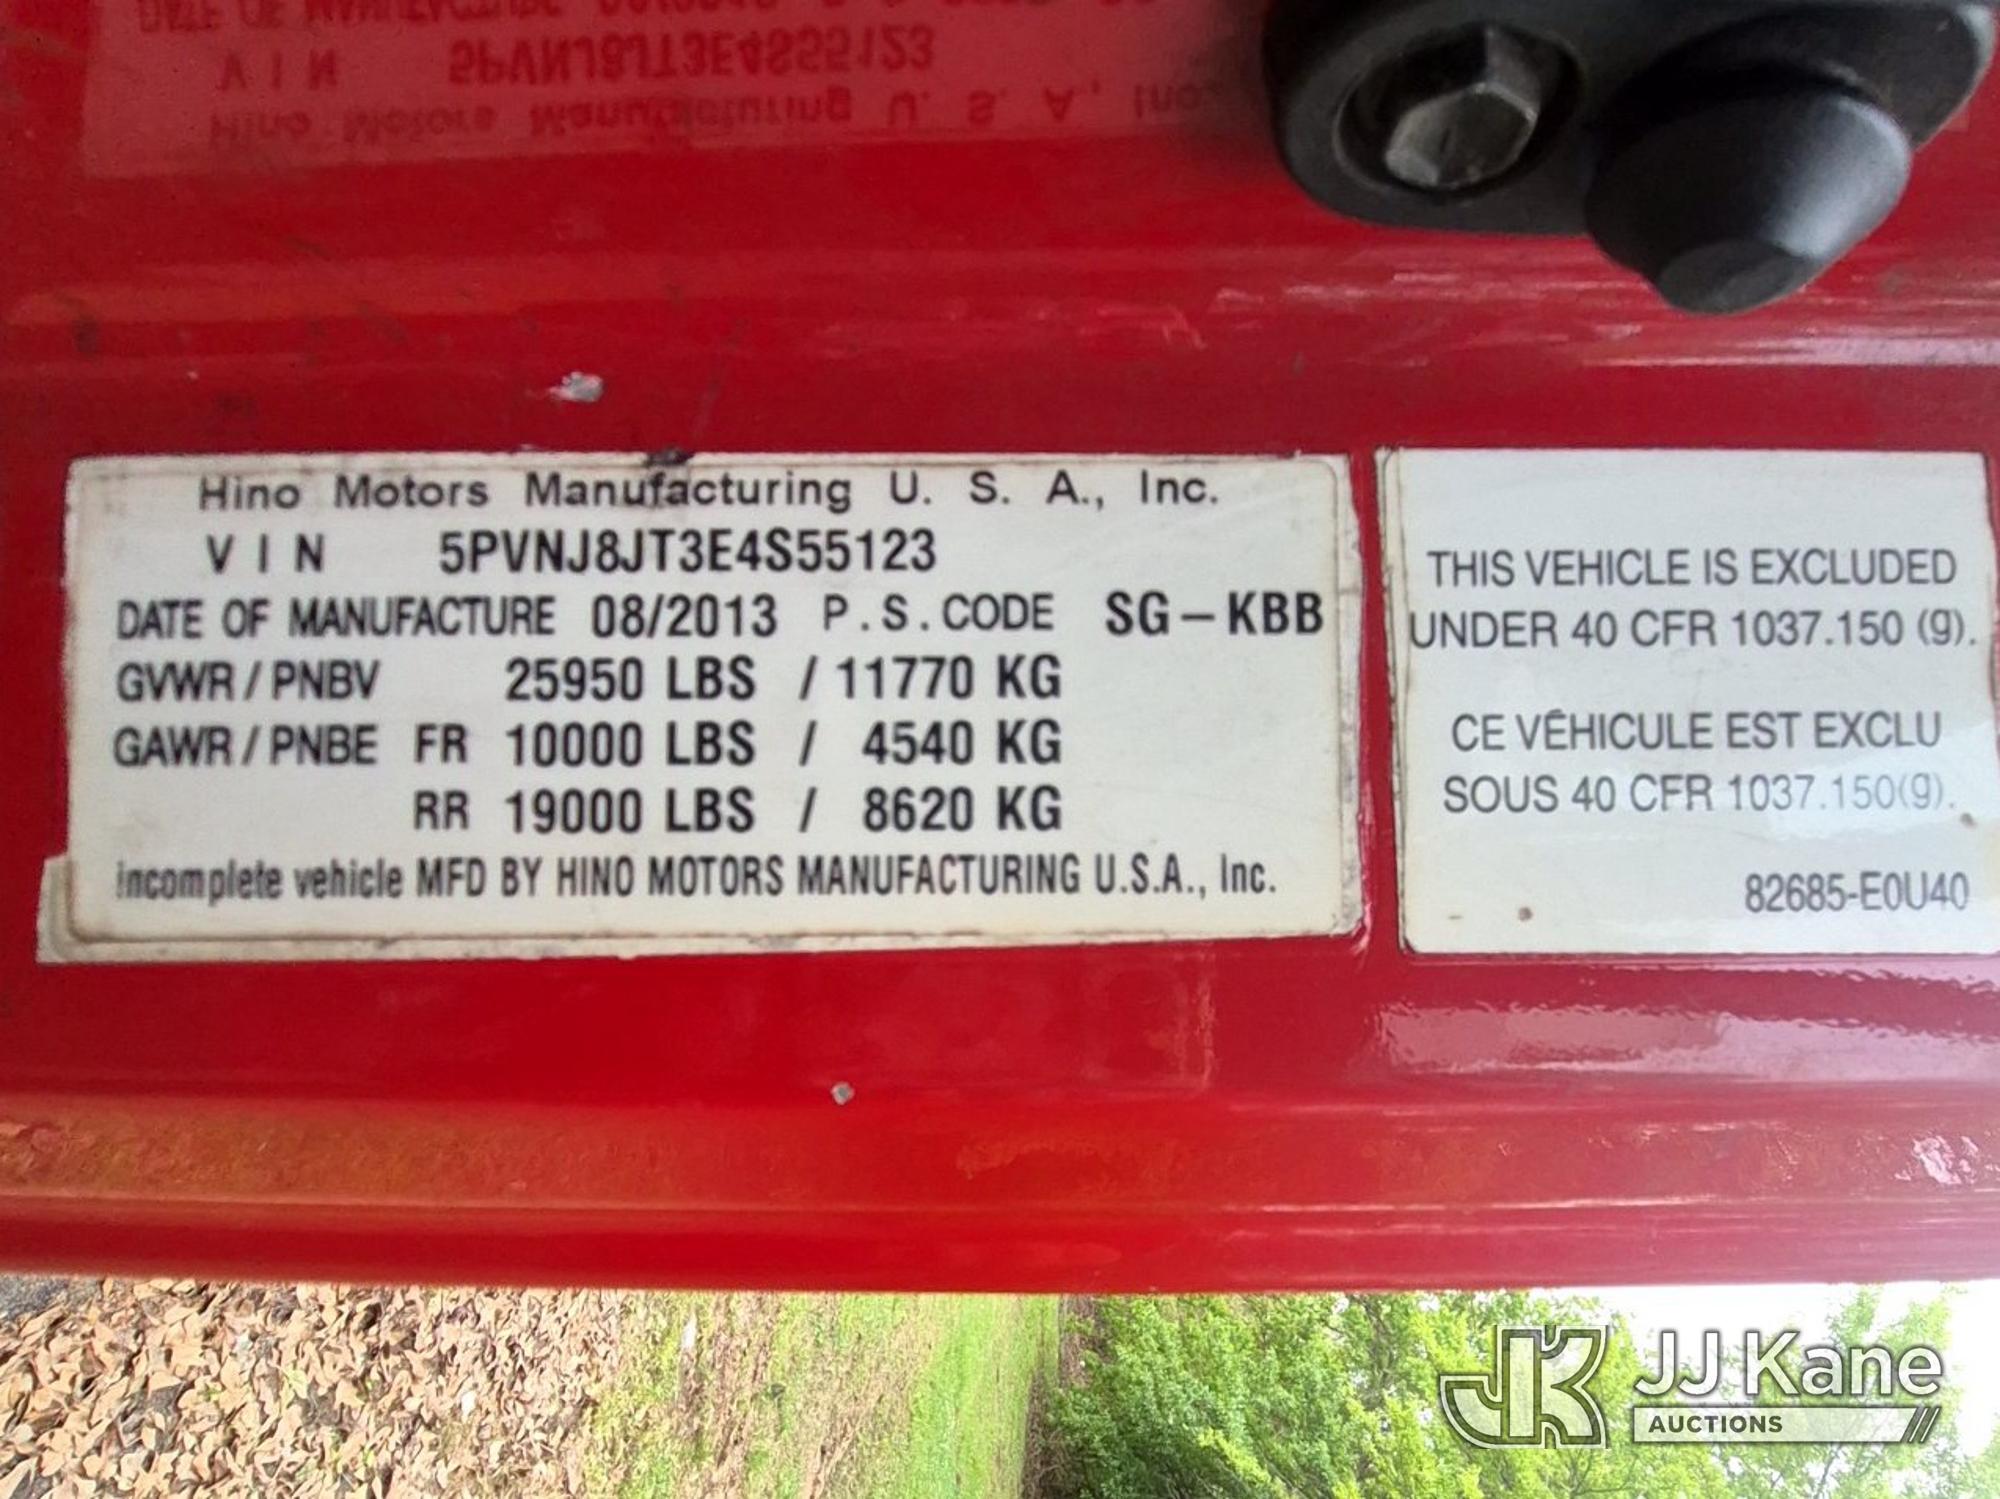 Hino Motors Manufacturing U. S. A., Inc.
VIN 5PVNJ8JT3E4S55123
DATE OF MANUFACTURE 08/2013 P.S.CODE SG-KBB
GVWR/PNBV 25950 LBS / 11770 KG
GAWR/PNBE FR 10000 LBS / 4540 KG
RR 19000 LBS / 8620 KG
incomplete vehicle MFD BY HINO MOTORS MANUFACTURING U.S.A., Inc.
THIS VEHICLE IS EXCLUDED
UNDER 40 CFR 1037.150 (g).
CE VÉHICULE EST EXCLU
SOUS 40 CFR 1037.150(g).
82685-E0U40
JK JJ Kane
AUCTIONS